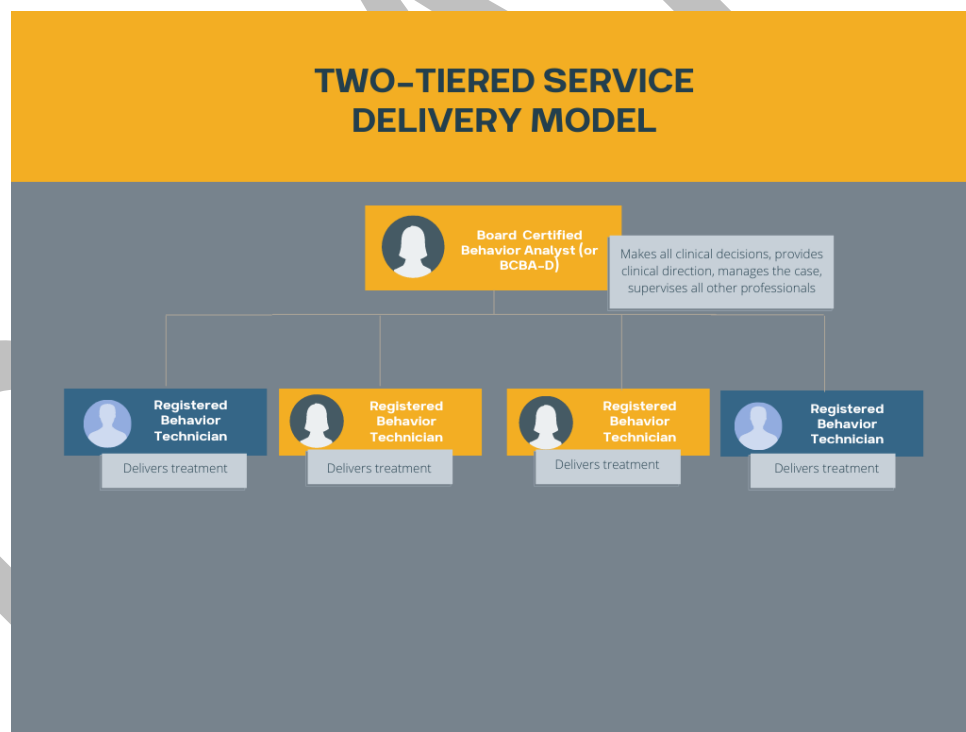 TWO-TIERED SERVICE
DELIVERY MODEL
Board Certified
Behavior Analyst (or
BCBA-D)
Makes all clinical decisions, provides
clinical direction, manages the case,
supervises all other professionals
Registered
Behavior
Technician
Delivers treatment
Registered
Behavior
Technician
Delivers treatment
Registered
Behavior
Technician
Delivers treatment
Registered
Behavior
Technician
Delivers treatment